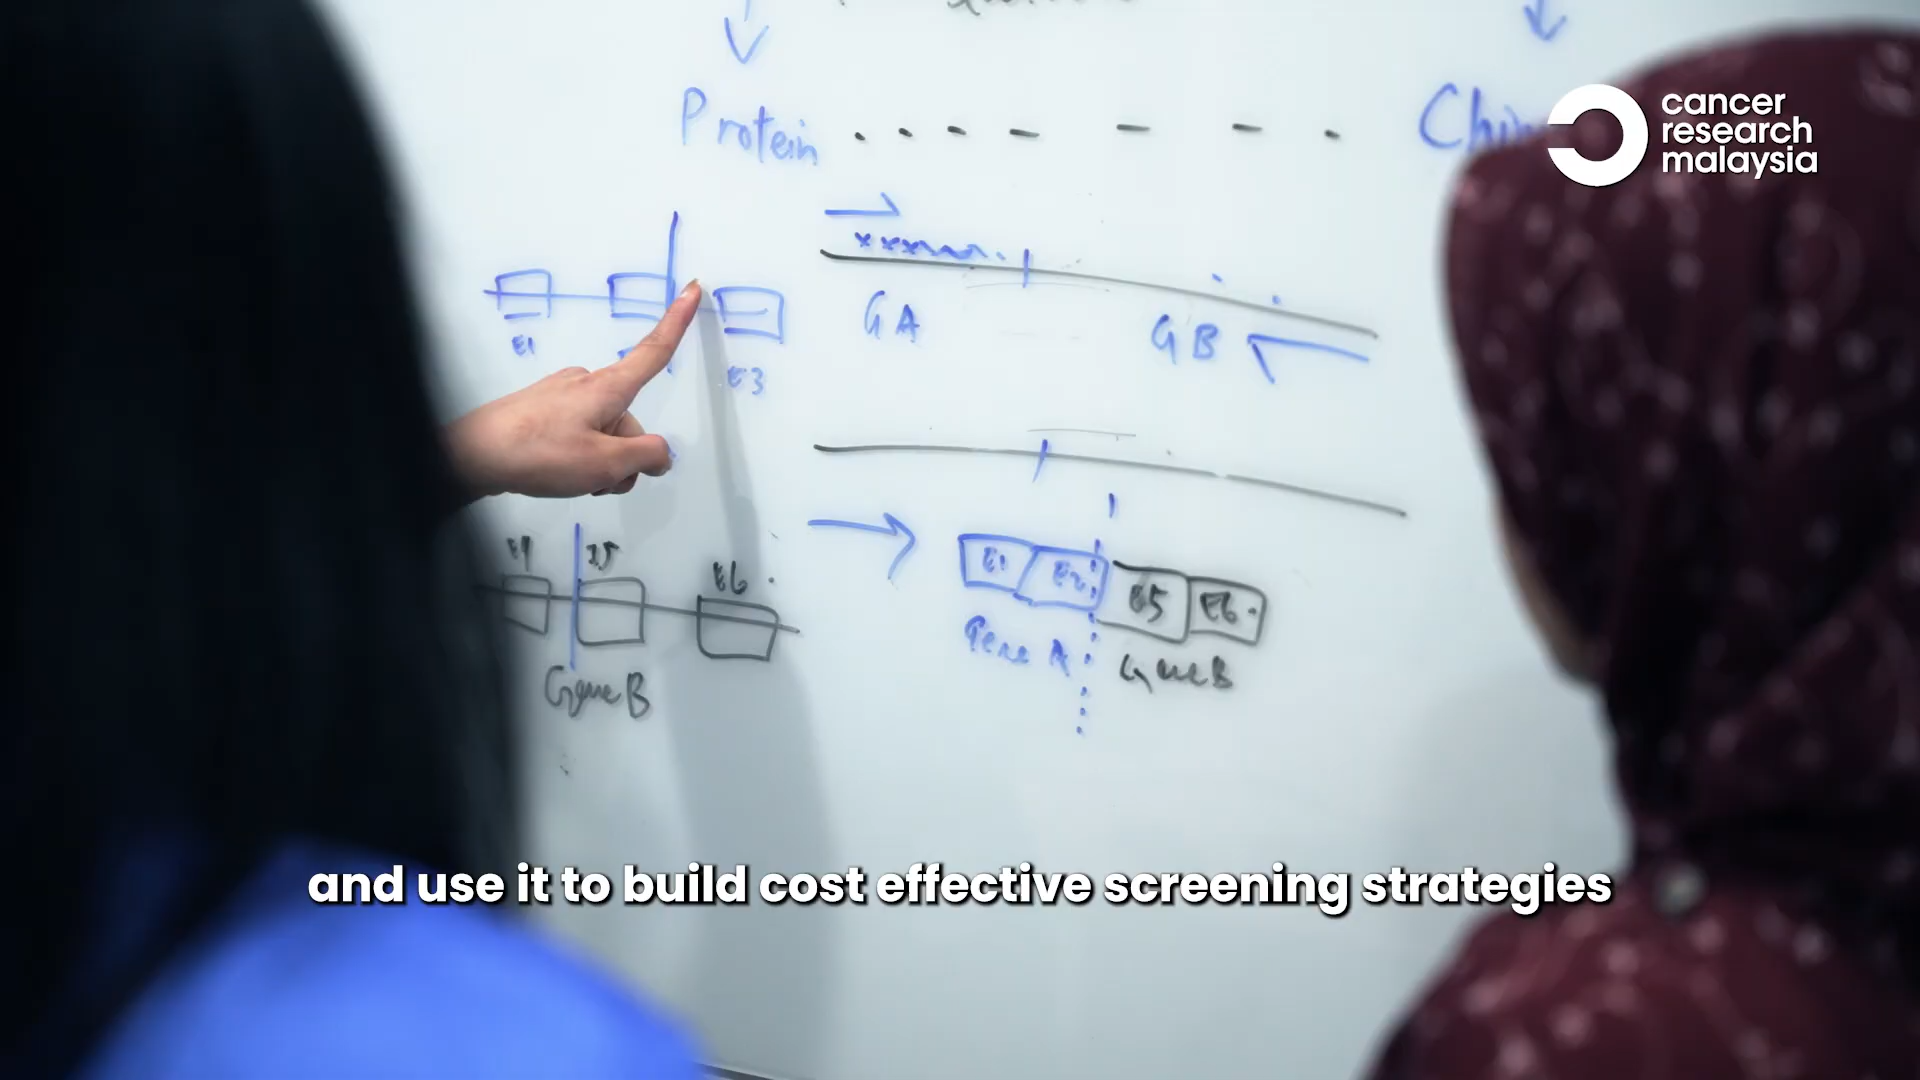 Protein
cancer
research
malaysia
GA
GB
E1
E3
E6
E1 E2 E5 E6
Gene A
Gene B
Gene B
and use it to build cost effective screening strategies